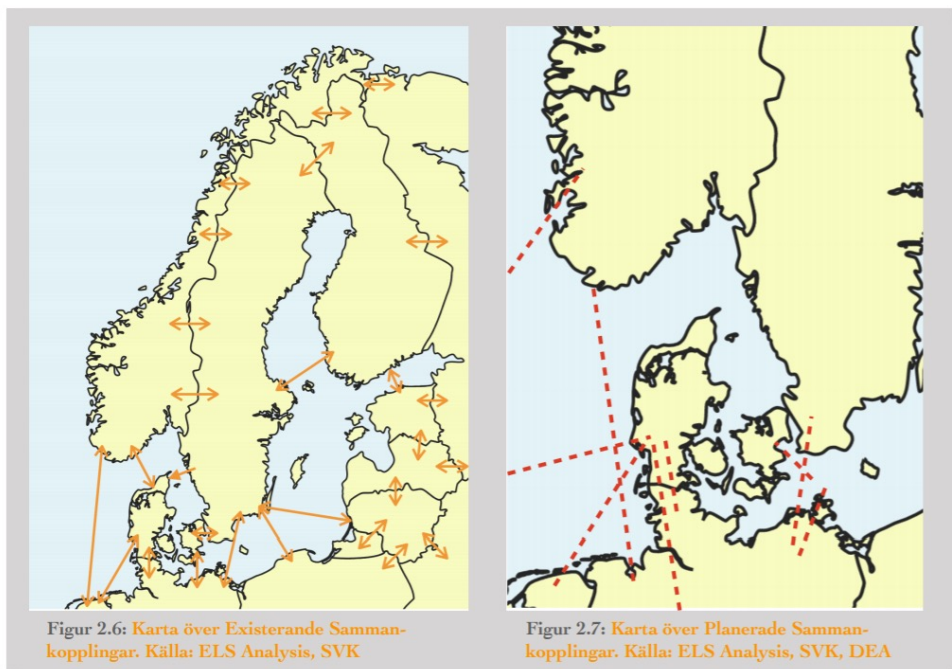 Figur 2.6: Karta över Existerande Samman-
kopplingar. Källa: ELS Analysis, SVK
Figur 2.7: Karta över Planerade Samman-
kopplingar. Källa: ELS Analysis, SVK, DEA